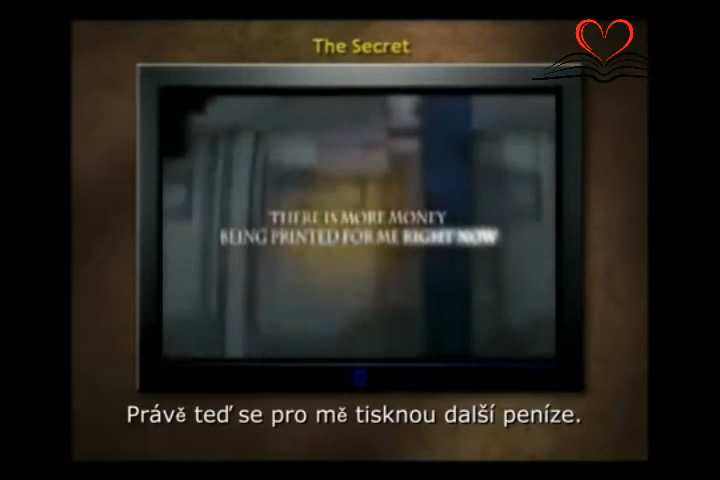 The Secret
THERE IS MORE MONEY
BEING PRINTED FOR ME RIGHT NOW
Právě teď se pro mě tisknou další peníze.